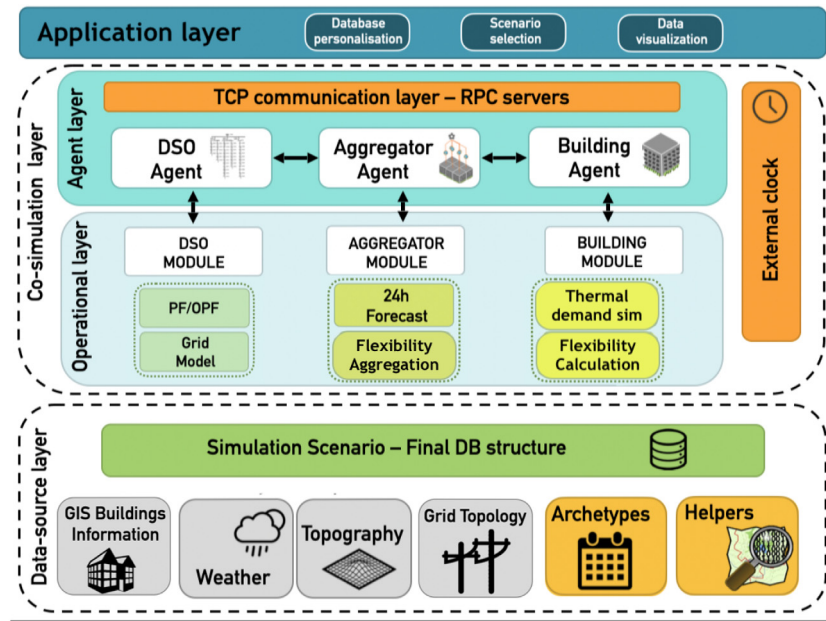 Application layer
Database
personalisation
Scenario
selection
Data
visualization
Co-simulation layer
Agent layer
TCP communication layer – RPC servers
DSO
Agent
Aggregator
Agent
Building
Agent
External clock
Operational layer
DSO
MODULE
AGGREGATOR
MODULE
BUILDING
MODULE
PF/OPF
Grid
Model
24h
Forecast
Flexibility
Aggregation
Thermal
demand sim
Flexibility
Calculation
Data-source layer
Simulation Scenario – Final DB structure
GIS Buildings
Information
Weather
Topography
Grid Topology
Archetypes
Helpers